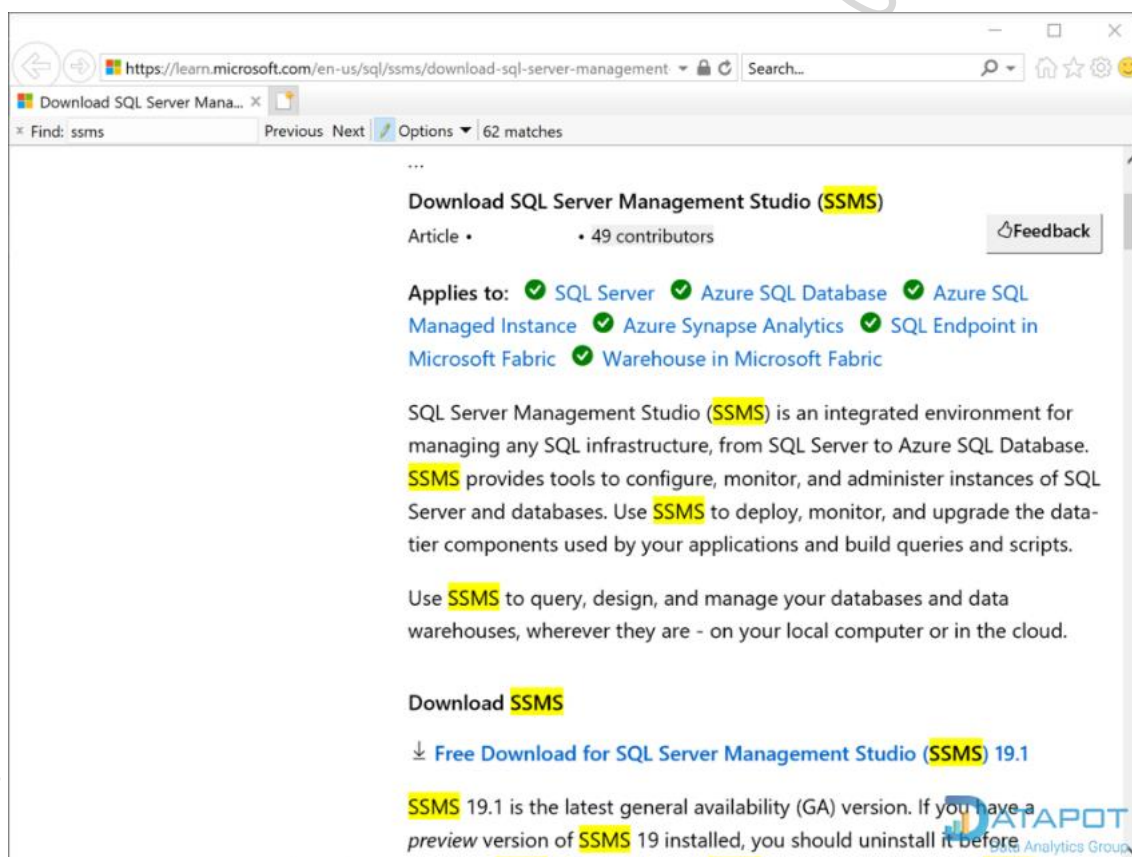 https://learn.microsoft.com/en-us/sql/ssms/download-sql-server-management- Search...
Download SQL Server Mana...
Find: ssms Previous Next Options 62 matches
...
Download SQL Server Management Studio (SSMS)
Article • • 49 contributors
Feedback
Applies to: SQL Server Azure SQL Database Azure SQL
Managed Instance Azure Synapse Analytics SQL Endpoint in
Microsoft Fabric Warehouse in Microsoft Fabric
SQL Server Management Studio (SSMS) is an integrated environment for
managing any SQL infrastructure, from SQL Server to Azure SQL Database.
SSMS provides tools to configure, monitor, and administer instances of SQL
Server and databases. Use SSMS to deploy, monitor, and upgrade the data-
tier components used by your applications and build queries and scripts.
Use SSMS to query, design, and manage your databases and data
warehouses, wherever they are - on your local computer or in the cloud.
Download SSMS
Free Download for SQL Server Management Studio (SSMS) 19.1
SSMS 19.1 is the latest general availability (GA) version. If you have a
preview version of SSMS 19 installed, you should uninstall it before
DATAPOT
Data Analytics Group